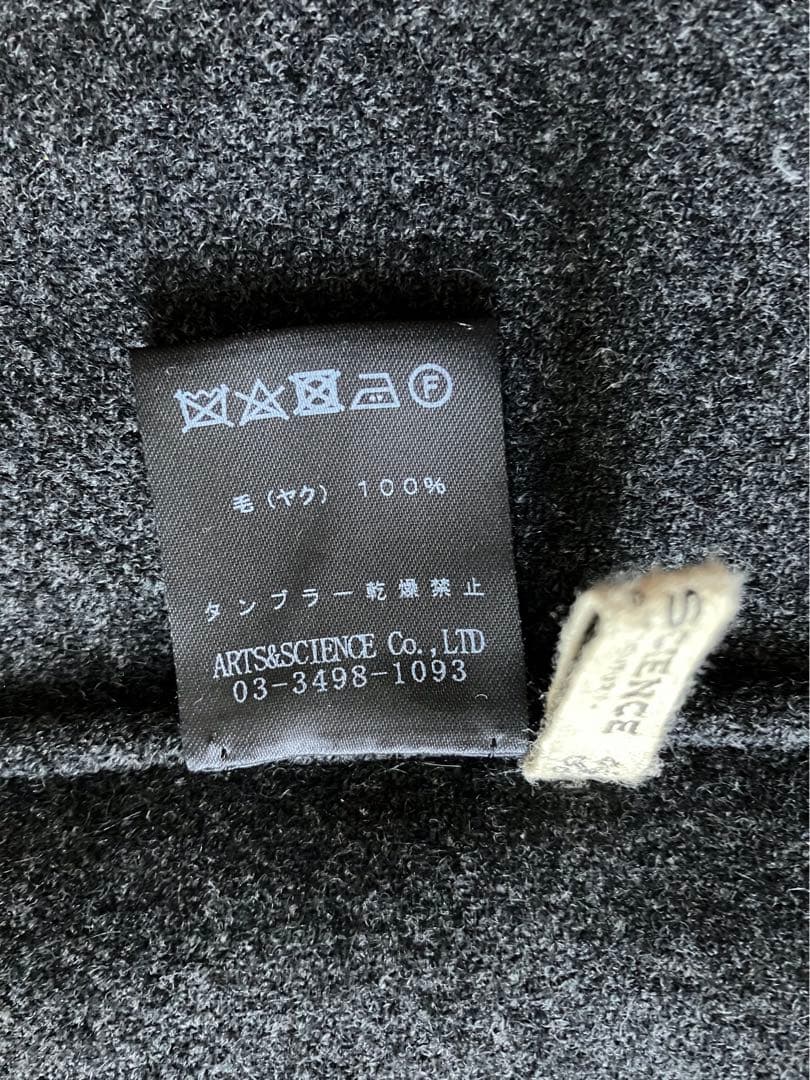 F
毛（ヤク） 100%
タンブラー乾燥禁止
ARTS&SCIENCE Co.,LTD
03-3498-1093
SCIENCE